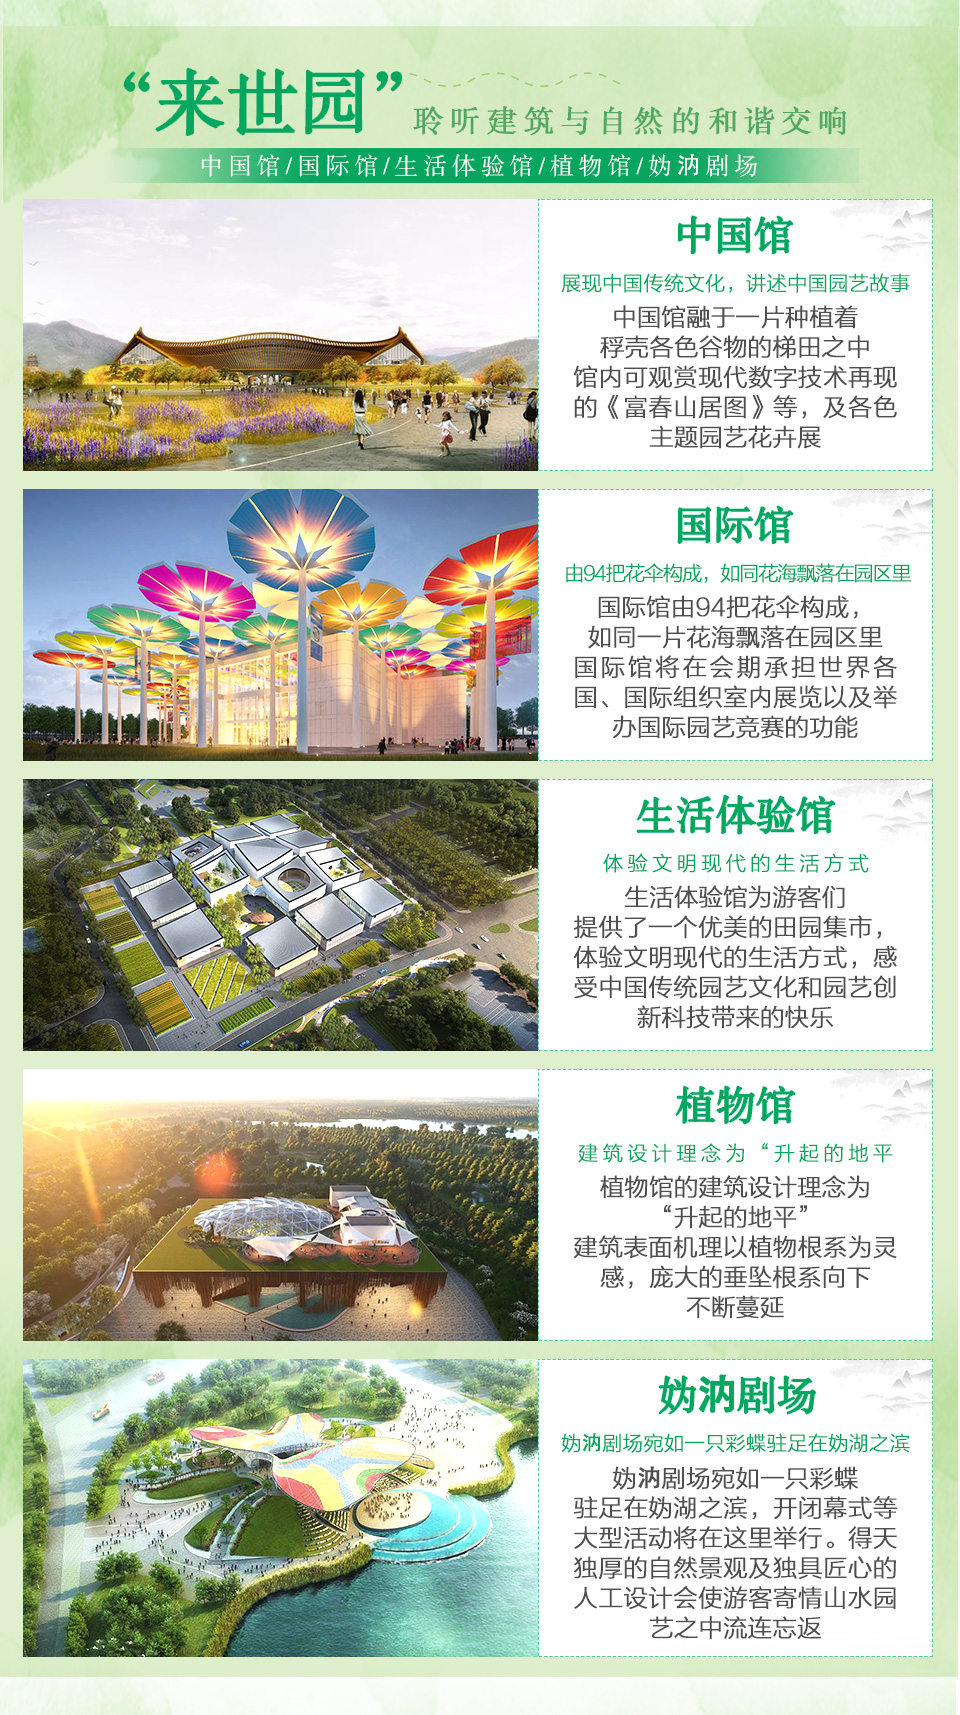 “来世园”
聆听建筑与自然的和谐交响
中国馆/国际馆/生活体验馆/植物馆/妫汭剧场
中国馆
展现中国传统文化，讲述中国园艺故事
中国馆融于一片种植着
稃壳各色谷物的梯田之中
馆内可观赏现代数字技术再现
的《富春山居图》等，及各色
主题园艺花卉展
国际馆
由94把花伞构成，如同花海飘落在园区里
国际馆由94把花伞构成，
如同一片花海飘落在园区里
国际馆将在会期承担世界各
国、国际组织室内展览以及举
办国际园艺竞赛的功能
生活体验馆
体验文明现代的生活方式
生活体验馆为游客们
提供了一个优美的田园集市，
体验文明现代的生活方式，感
受中国传统园艺文化和园艺创
新科技带来的快乐
植物馆
建筑设计理念为“升起的地平
植物馆的建筑设计理念为
“升起的地平”
建筑表面机理以植物根系为灵
感，庞大的垂坠根系向下
不断蔓延
妫汭剧场
妫汭剧场宛如一只彩蝶驻足在妫湖之滨
妫汭剧场宛如一只彩蝶
驻足在妫湖之滨，开闭幕式等
大型活动将在这里举行。得天
独厚的自然景观及独具匠心的
人工设计会使游客寄情山水园
艺之中流连忘返